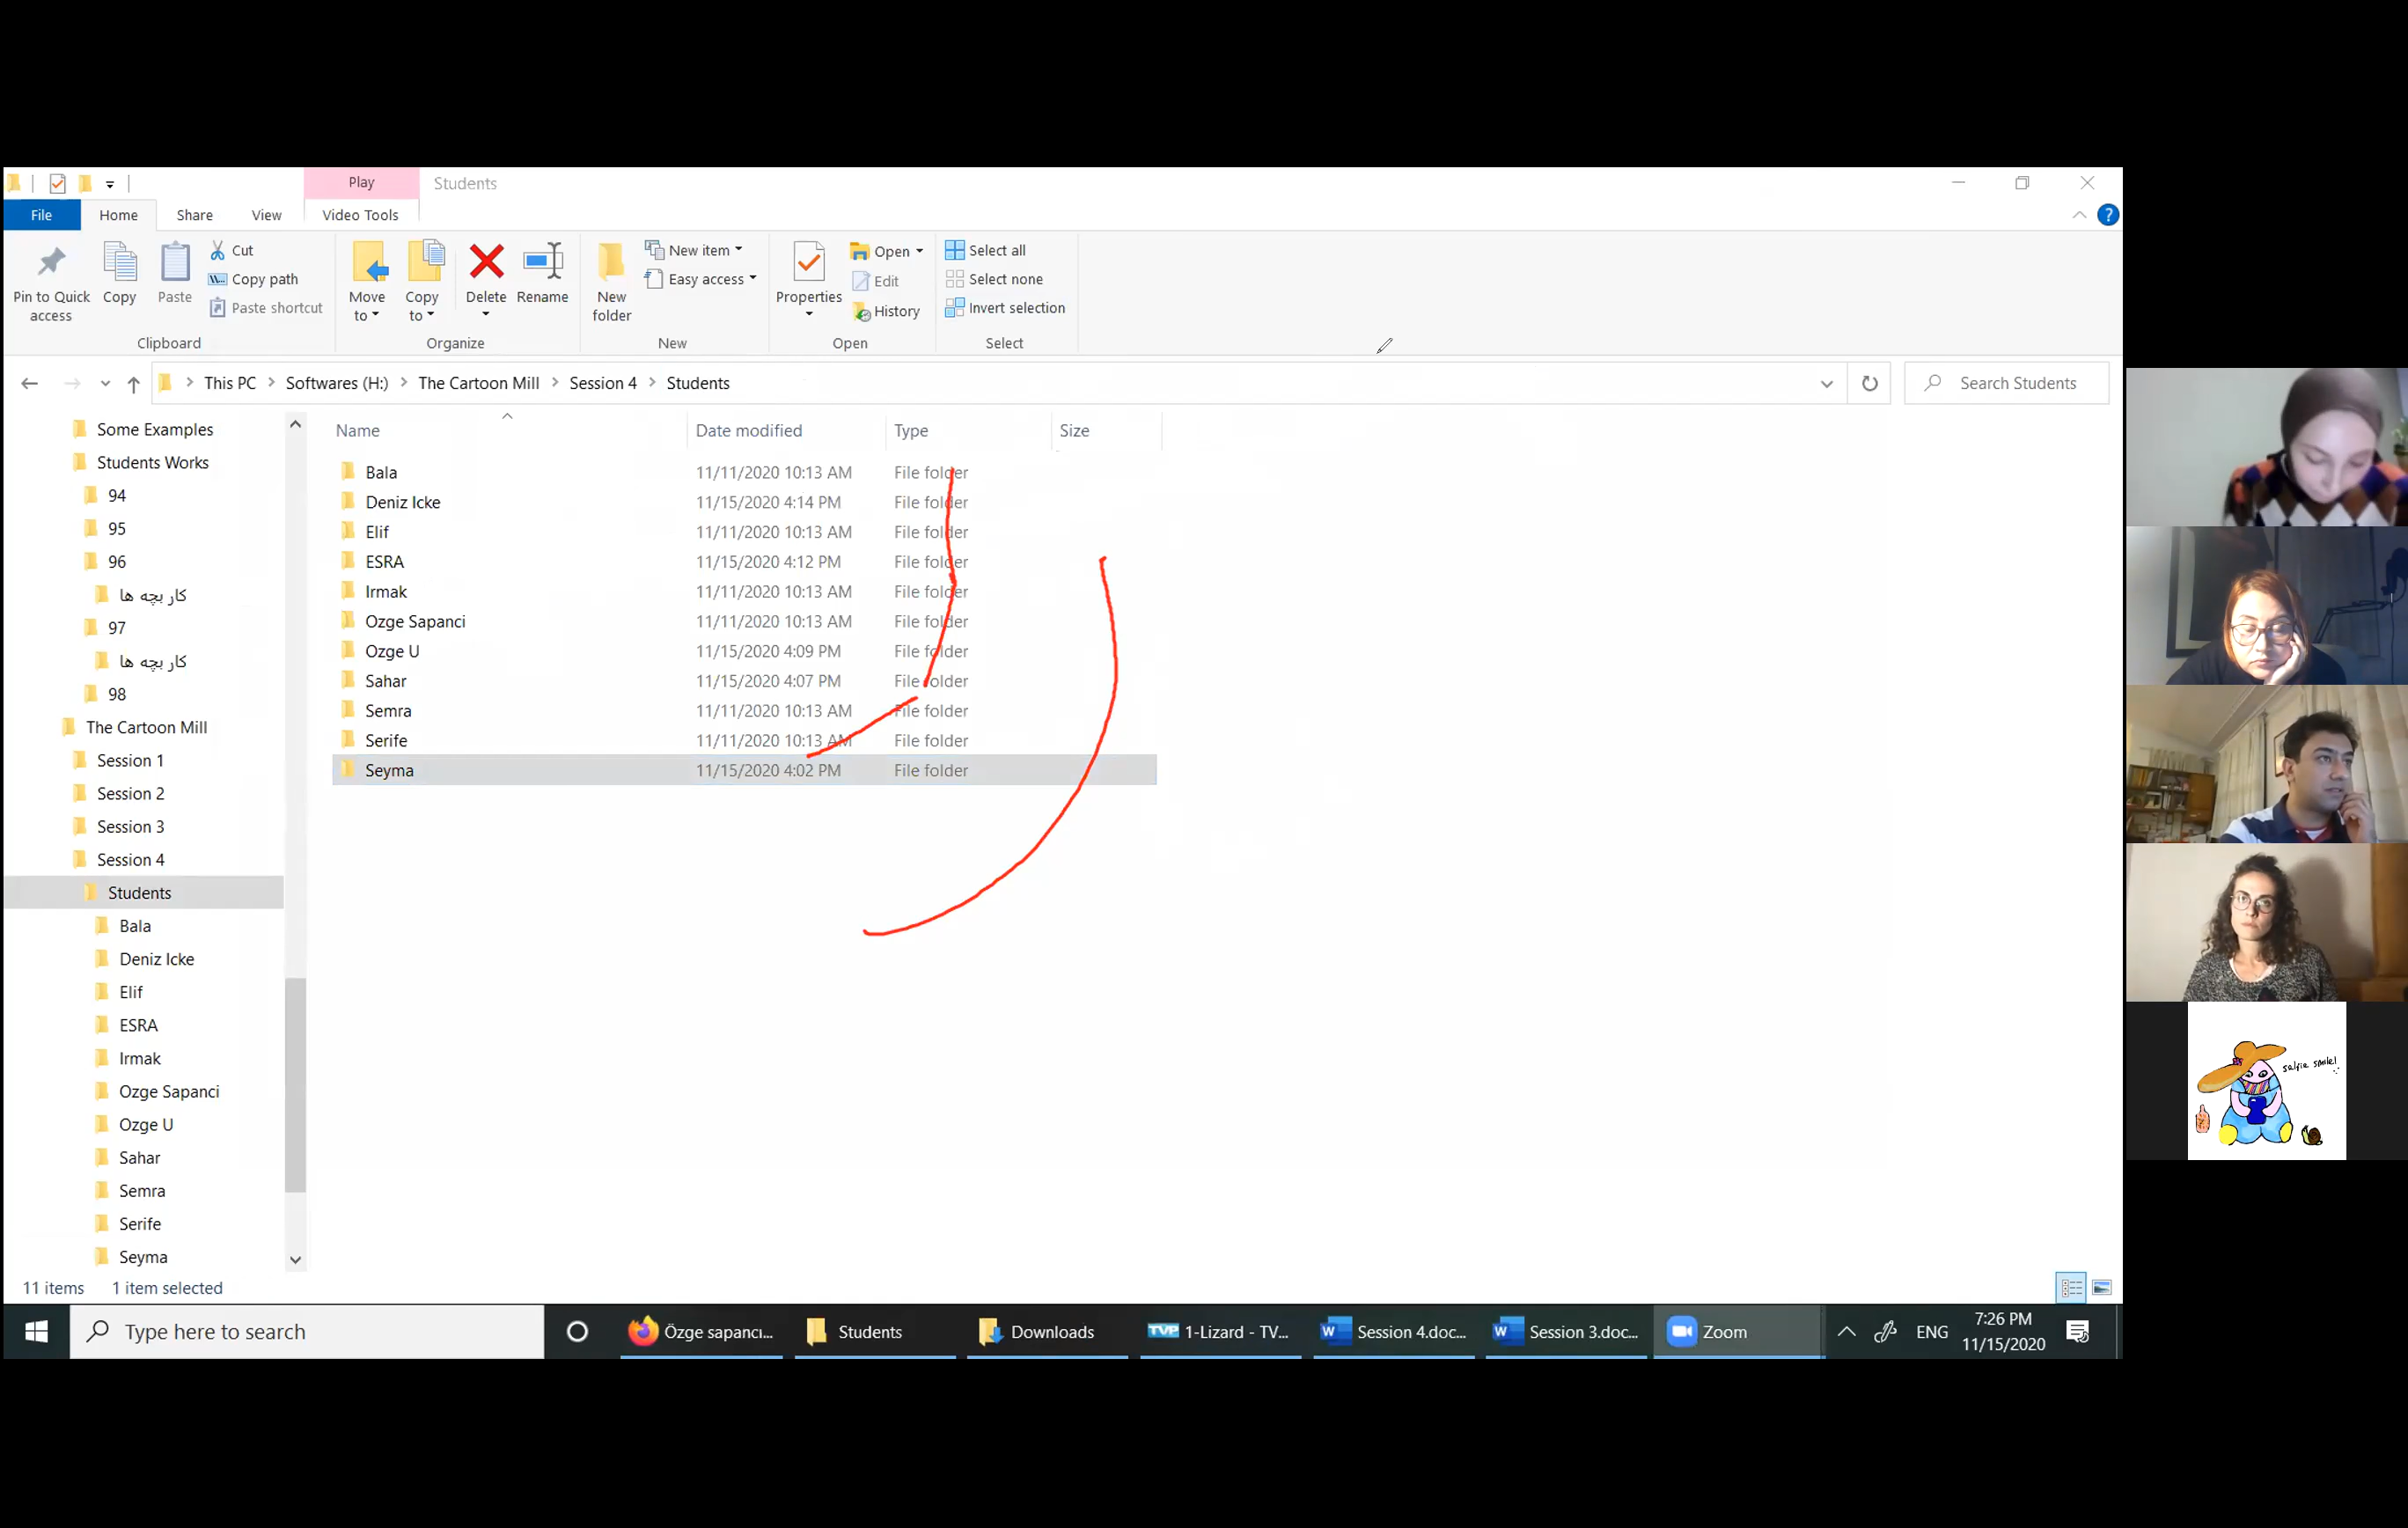 Play Students
File Home Share View Video Tools
Pin to Quick access Copy Paste Cut Copy path Paste shortcut
Clipboard
Move to Copy to Delete Rename
Organize
New folder New item Easy access
New
Properties Open Edit History
Open
Select all Select none Invert selection
Select
This PC Softwares (H:) The Cartoon Mill Session 4 Students
Search Students
Some Examples
Students Works
94
95
96
کار بچه ها
97
کار بچه ها
98
The Cartoon Mill
Session 1
Session 2
Session 3
Session 4
Students
Bala
Deniz Icke
Elif
ESRA
Irmak
Ozge Sapanci
Ozge U
Sahar
Semra
Serife
Seyma
Name Date modified Type Size
Bala 11/11/2020 10:13 AM File folder
Deniz Icke 11/15/2020 4:14 PM File folder
Elif 11/11/2020 10:13 AM File folder
ESRA 11/15/2020 4:12 PM File folder
Irmak 11/11/2020 10:13 AM File folder
Ozge Sapanci 11/11/2020 10:13 AM File folder
Ozge U 11/15/2020 4:09 PM File folder
Sahar 11/15/2020 4:07 PM File folder
Semra 11/11/2020 10:13 AM File folder
Serife 11/11/2020 10:13 AM File folder
Seyma 11/15/2020 4:02 PM File folder
selfie smile!
11 items 1 item selected
Type here to search
Özge sapancı...
Students
Downloads
TVP 1-Lizard - TV...
Session 4.doc...
Session 3.doc...
Zoom
ENG
7:26 PM
11/15/2020